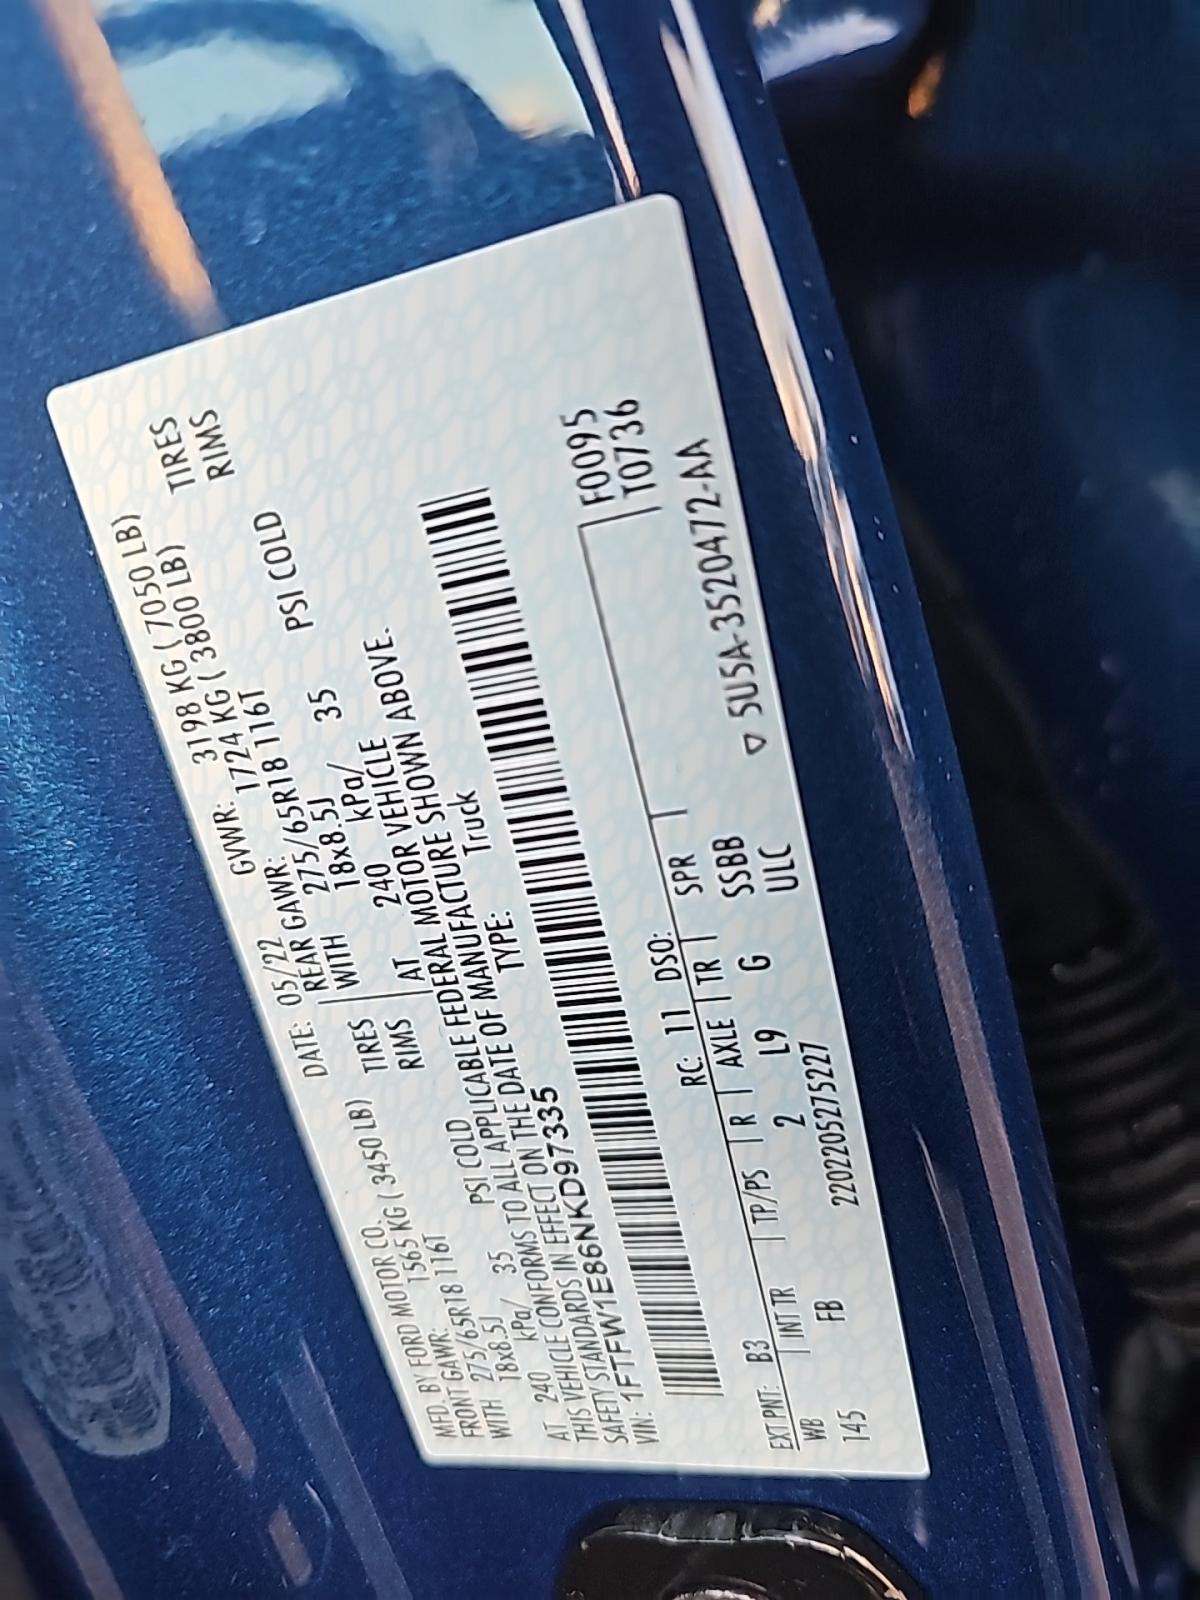 MFD. BY FORD MOTOR CO. DATE: 05/22 GVWR: 3198 KG ( 7050 LB)
FRONT GAWR: 1565 KG ( 3450 LB) REAR GAWR: 1724 KG ( 3800 LB)
275/65R18 116T TIRES WITH 275/65R18 116T TIRES
WITH 18x8.5J RIMS 18x8.5J RIMS
AT 240 kPa/ 35 PSI COLD AT 240 kPa/ 35 PSI COLD
THIS VEHICLE CONFORMS TO ALL APPLICABLE FEDERAL MOTOR VEHICLE
SAFETY STANDARDS IN EFFECT ON THE DATE OF MANUFACTURE SHOWN ABOVE.
VIN: 1FTFW1E86NKD97335 TYPE: Truck
F0095
T0736
EXT PNT: B3 RC: 11 DSO:
WB INT TR TP/PS R AXLE TR SPR
145 FB 2 L9 G SSBB
2202205275227 ULC
▽ 5U5A-3520472-AA